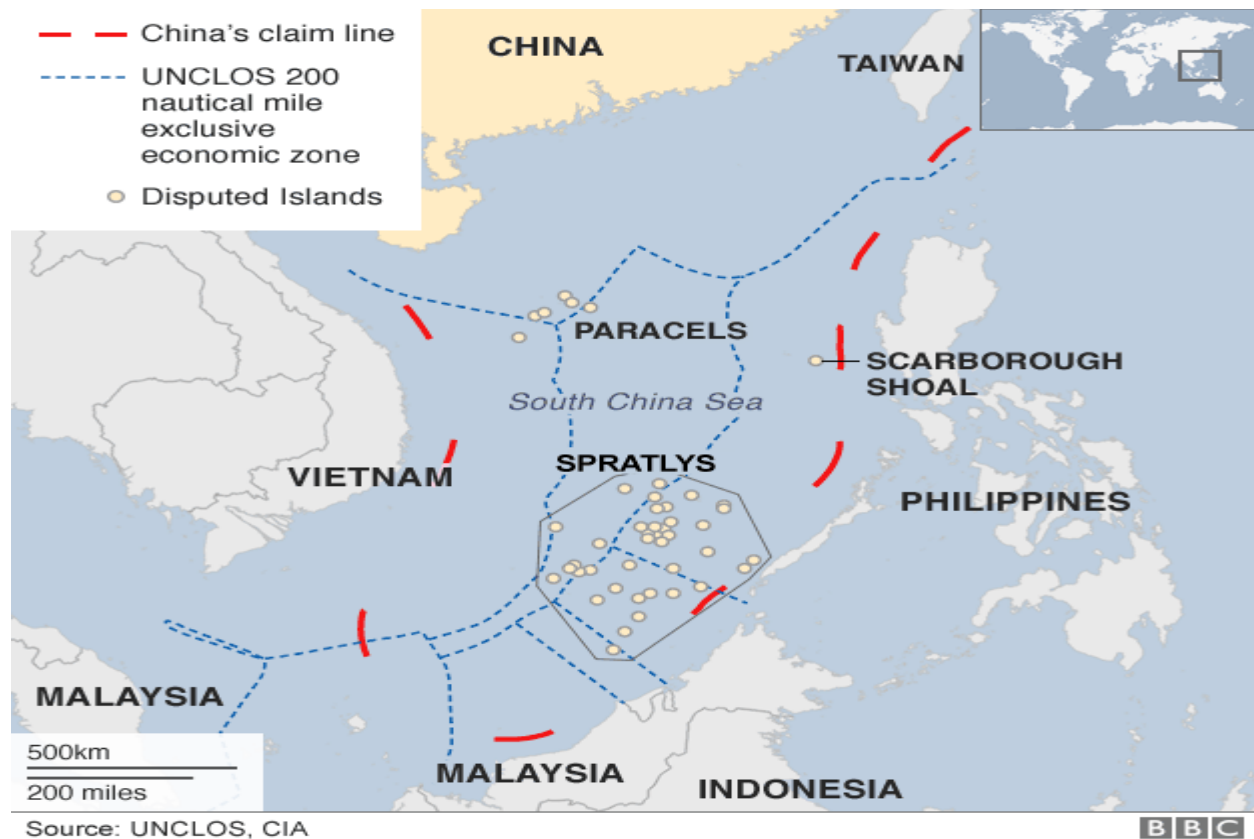 China's claim line
UNCLOS 200
nautical mile
exclusive
economic zone
Disputed Islands
CHINA
TAIWAN
PARACELS
SCARBOROUGH
SHOAL
South China Sea
SPRATLYS
VIETNAM
PHILIPPINES
MALAYSIA
MALAYSIA
INDONESIA
500km
200 miles
Source: UNCLOS, CIA
BBC